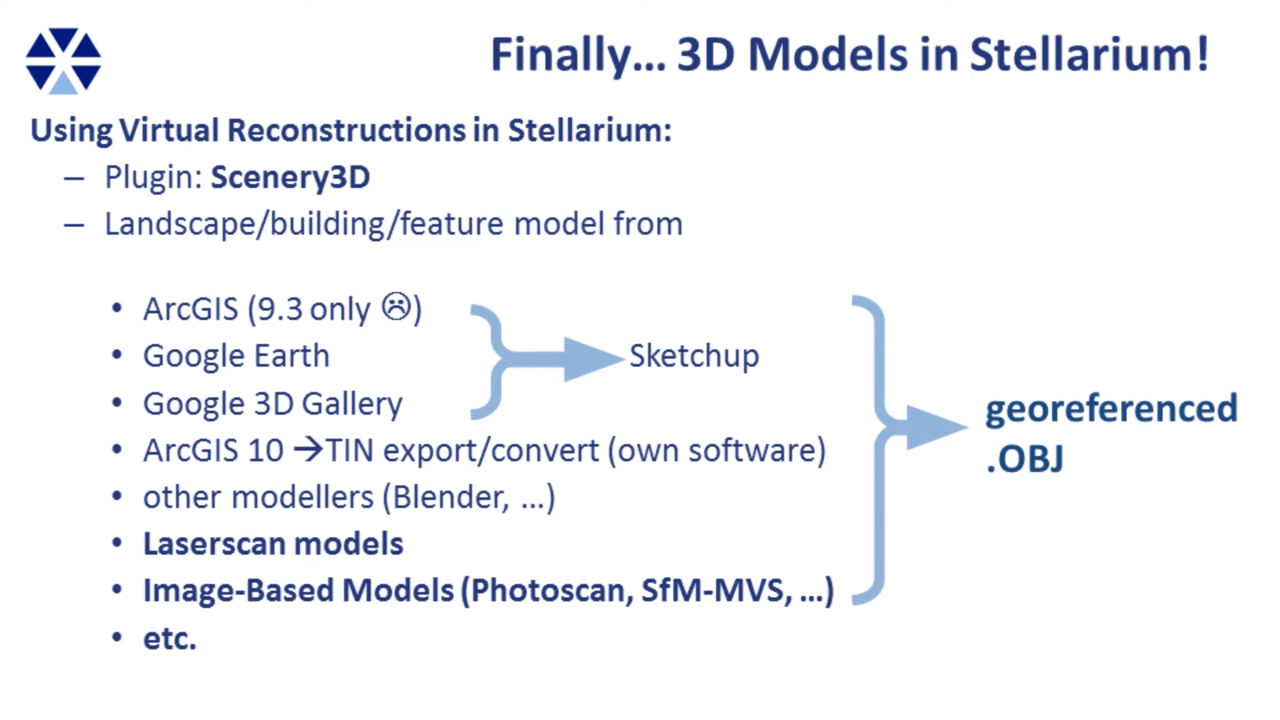 Finally... 3D Models in Stellarium!
Using Virtual Reconstructions in Stellarium:
– Plugin: Scenery3D
– Landscape/building/feature model from
• ArcGIS (9.3 only ☹)
• Google Earth
• Google 3D Gallery
Sketchup
• ArcGIS 10 →TIN export/convert (own software)
• other modellers (Blender, ...)
• Laserscan models
• Image-Based Models (Photoscan, SfM-MVS, ...)
• etc.
georeferenced
.OBJ